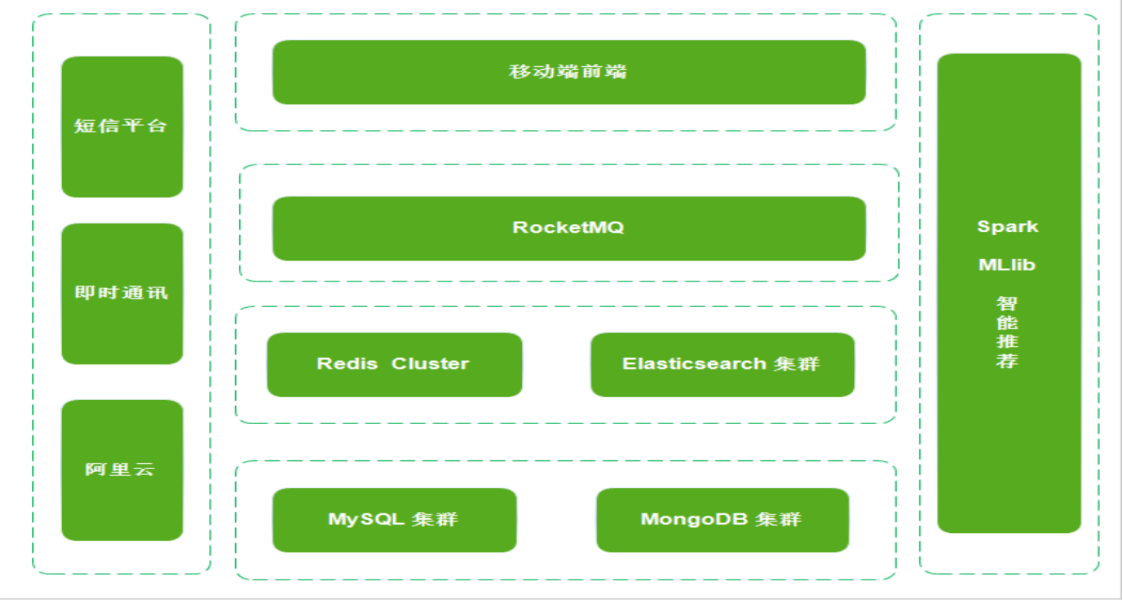 短信平台
即时通讯
阿里云
移动端前端
RocketMQ
Redis Cluster
Elasticsearch 集群
MySQL 集群
MongoDB 集群
Spark
MLlib
智
能
推
荐